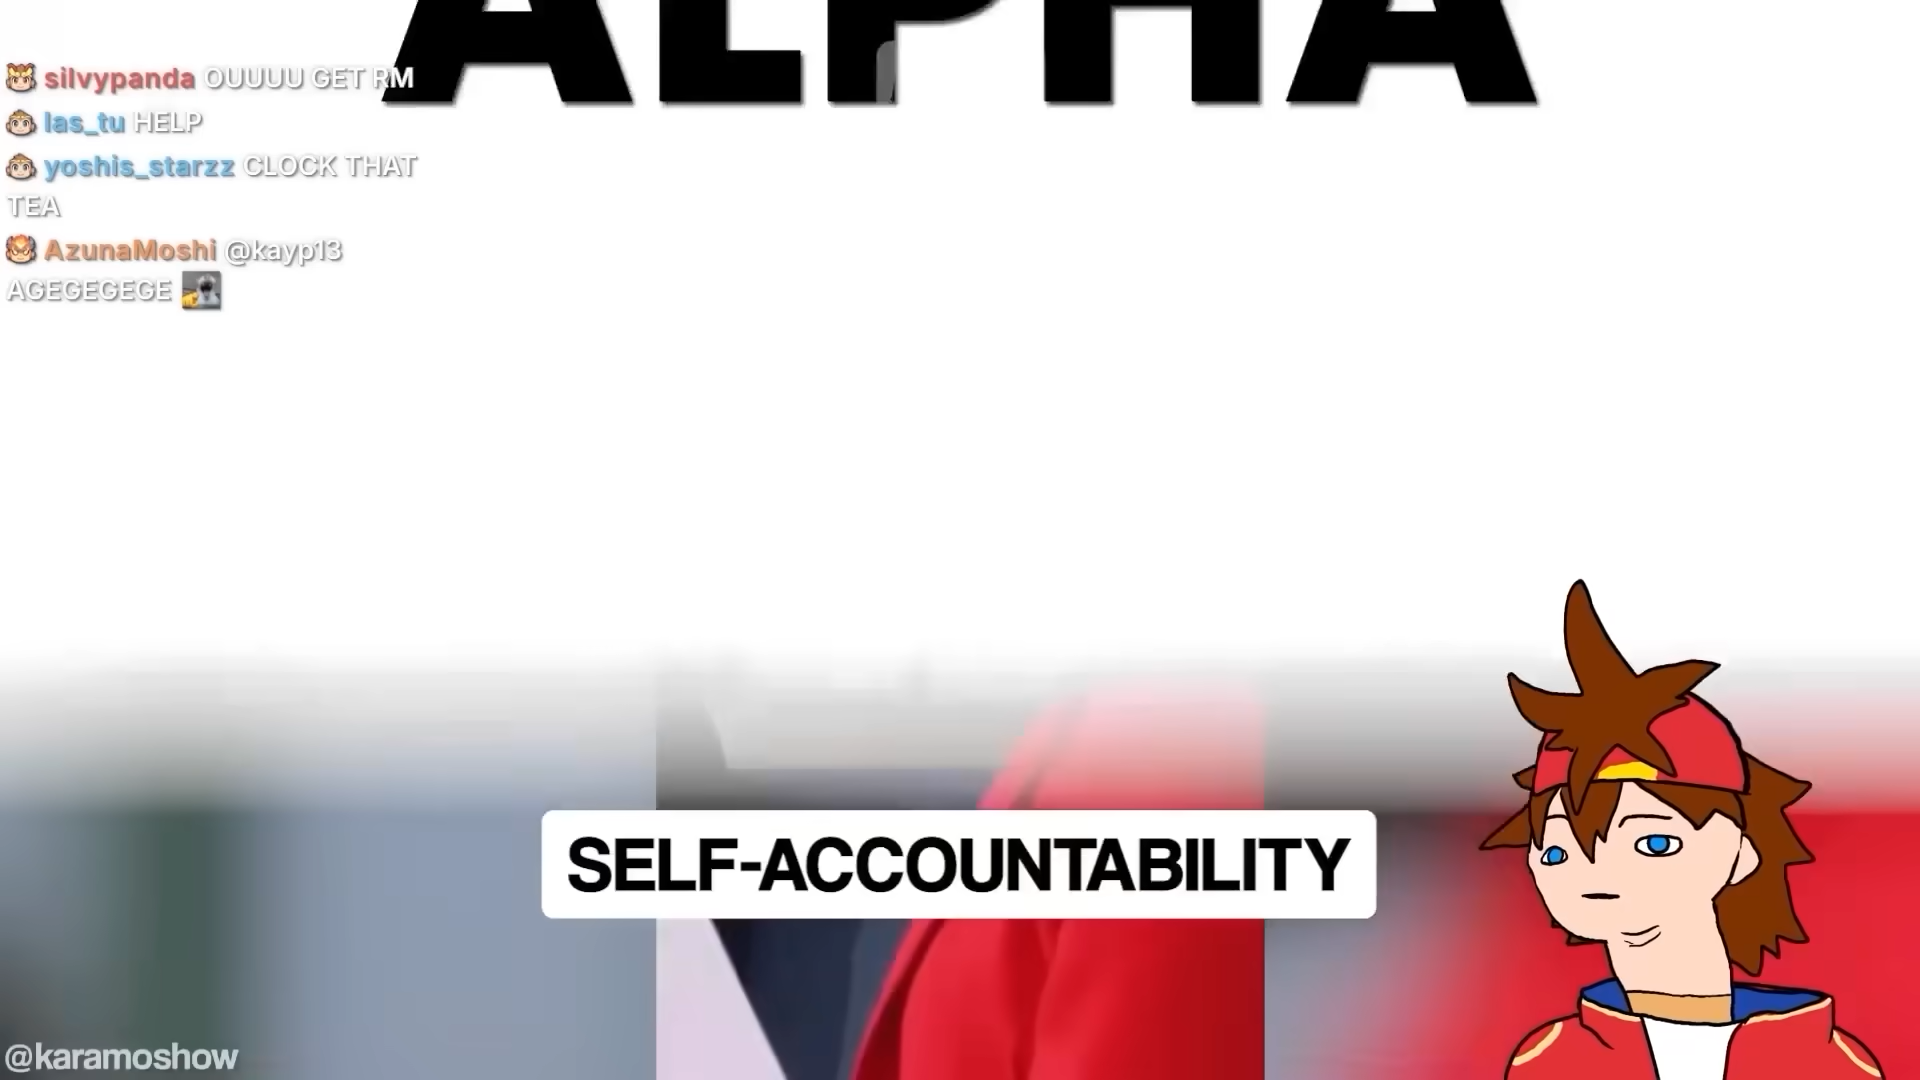 ALPHA
silvypanda OUUUU GET RM
las_tu HELP
yoshis_starzz CLOCK THAT
TEA
AzunaMoshi @kayp13
AGEGEGEGE
SELF-ACCOUNTABILITY
@karamoshow